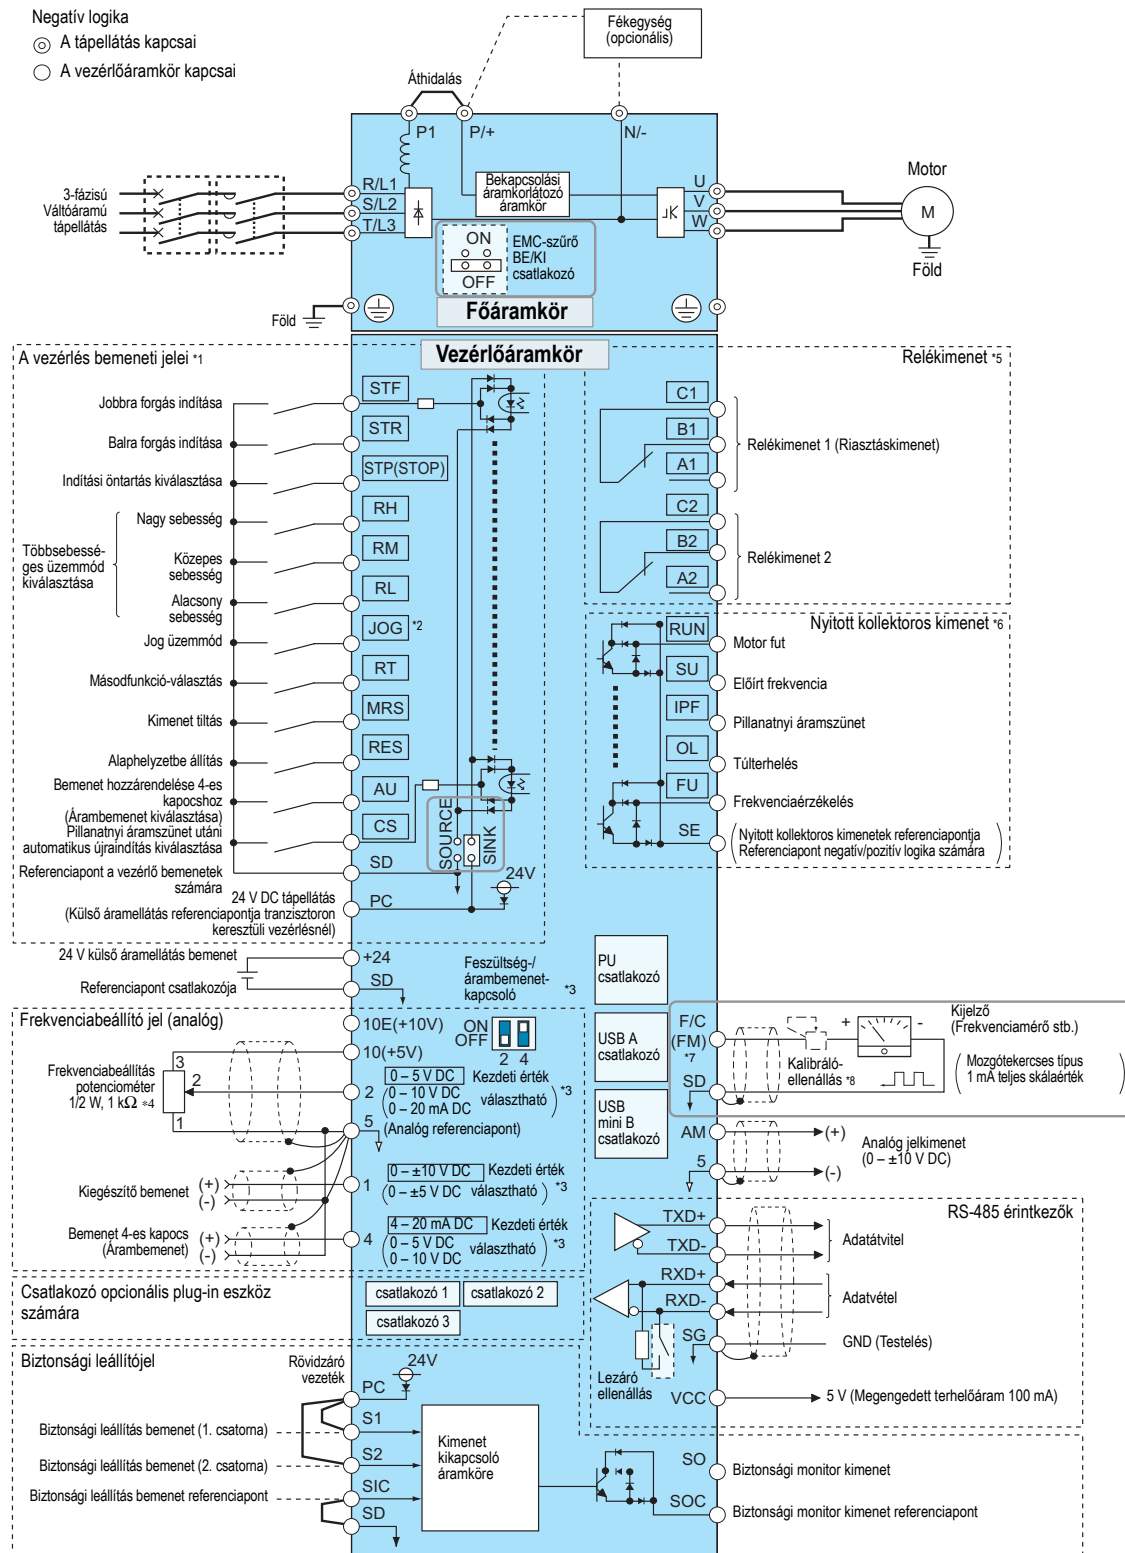 Negatív logika
A tápellátás kapcsai
A vezérlőáramkör kapcsai
Fékegység
(opcionális)
Áthidalás
P1
P/+
N/-
3-fázisú
Váltóáramú
tápellátás
R/L1
S/L2
T/L3
Bekapcsolási
áramkorlátozó
áramkör
U
V
W
Motor
M
Föld
ON
OFF
EMC-szűrő
BE/KI
csatlakozó
Föld
Főáramkör
Vezérlőáramkör
A vezérlés bemeneti jelei *1
Jobbra forgás indítása
STF
Balra forgás indítása
STR
Indítási öntartás kiválasztása
STP(STOP)
Többsebessé-
ges üzemmód
kiválasztása
Nagy sebesség
RH
Közepes
sebesség
RM
Alacsony
sebesség
RL
Jog üzemmód
JOG *2
Másodfunkció-választás
RT
Kimenet tiltás
MRS
Alaphelyzetbe állítás
RES
Bemenet hozzárendelése 4-es
kapocshoz
(Árambemenet kiválasztása)
AU
Pillanatnyi áramszünet utáni
automatikus újraindítás kiválasztása
CS
SOURCE
SINK
Referenciapont a vezérlő bemenetek
számára
SD
24V
24 V DC tápellátás
(Külső áramellátás referenciapontja tranzisztoron
keresztüli vezérlésnél)
PC
Relékimenet *5
C1
B1
A1
Relékimenet 1 (Riasztáskimenet)
C2
B2
A2
Relékimenet 2
Nyitott kollektoros kimenet *6
RUN
Motor fut
SU
Előírt frekvencia
IPF
Pillanatnyi áramszünet
OL
Túlterhelés
FU
Frekvenciaérzékelés
SE
(Nyitott kollektoros kimenetek referenciapontja
Referenciapont negatív/pozitív logika számára)
24 V külső áramellátás bemenet
+24
Referenciapont csatlakozója
SD
Feszültség-/
árambemenet-
kapcsoló *3
PU
csatlakozó
USB A
csatlakozó
USB
mini B
csatlakozó
Frekvenciabeállító jel (analóg)
10E(+10V)
ON
OFF
2 4
10(+5V)
Frekvenciabeállítás
potenciométer
1/2 W, 1 kΩ *4
3
2
1
2
0 – 5 V DC Kezdeti érték
(0 – 10 V DC
0 – 20 mA DC választható) *3
5
(Analóg referenciapont)
Kiegészítő bemenet
(+)
(-)
1
0 – ±10 V DC Kezdeti érték
(0 – ±5 V DC választható) *3
Bemenet 4-es kapocs
(Árambemenet)
(+)
(-)
4
4 – 20 mA DC Kezdeti érték
(0 – 5 V DC
0 – 10 V DC választható) *3
F/C
(FM)
*7
SD
Kalibráló-
ellenállás *8
+
-
Kijelző
(Frekvenciamérő stb.)
(Mozgótekercses típus
1 mA teljes skálaérték)
AM
(+)
5
(-)
Analóg jelkimenet
(0 – ±10 V DC)
RS-485 érintkezők
TXD+
TXD-
Adatátvitel
RXD+
RXD-
Adatvétel
SG
GND (Testelés)
Lezáró
ellenállás
VCC
5 V (Megengedett terhelőáram 100 mA)
Csatlakozó opcionális plug-in eszköz
számára
csatlakozó 1
csatlakozó 2
csatlakozó 3
Biztonsági leállítójel
Rövidzáró
vezeték
24V
PC
Biztonsági leállítás bemenet (1. csatorna)
S1
Biztonsági leállítás bemenet (2. csatorna)
S2
Biztonsági leállítás bemenet referenciapont
SIC
SD
Kimenet
kikapcsoló
áramköre
SO
Biztonsági monitor kimenet
SOC
Biztonsági monitor kimenet referenciapont